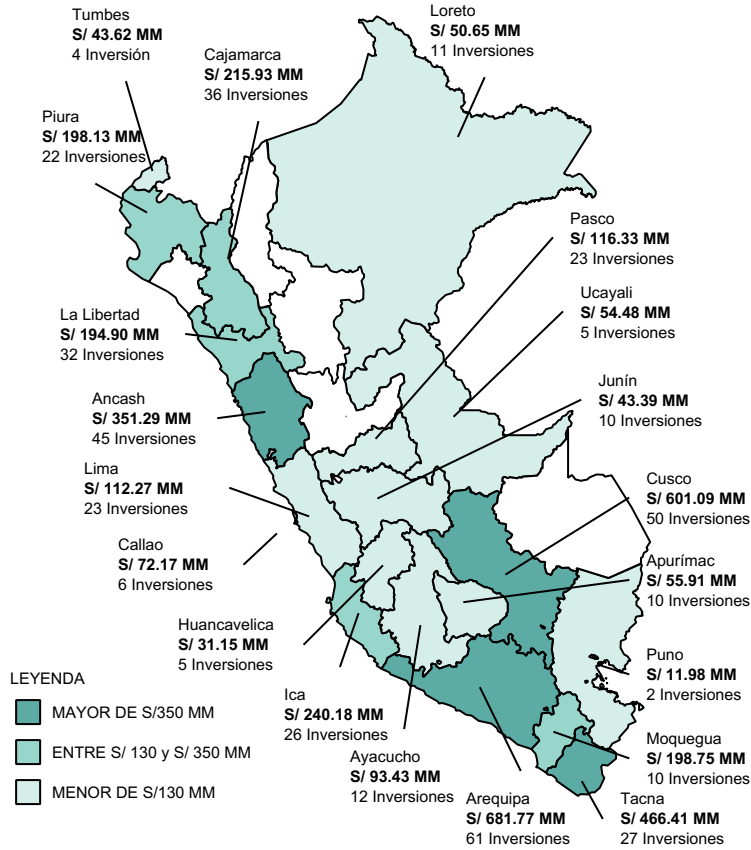 Tumbes
S/ 43.62 MM
4 Inversión
Loreto
S/ 50.65 MM
11 Inversiones
Cajamarca
S/ 215.93 MM
36 Inversiones
Piura
S/ 198.13 MM
22 Inversiones
Pasco
S/ 116.33 MM
23 Inversiones
Ucayali
S/ 54.48 MM
5 Inversiones
La Libertad
S/ 194.90 MM
32 Inversiones
Junín
S/ 43.39 MM
10 Inversiones
Ancash
S/ 351.29 MM
45 Inversiones
Lima
S/ 112.27 MM
23 Inversiones
Cusco
S/ 601.09 MM
50 Inversiones
Callao
S/ 72.17 MM
6 Inversiones
Apurímac
S/ 55.91 MM
10 Inversiones
Huancavelica
S/ 31.15 MM
5 Inversiones
Puno
S/ 11.98 MM
2 Inversiones
LEYENDA
MAYOR DE S/350 MM
ENTRE S/ 130 y S/ 350 MM
MENOR DE S/130 MM
Ica
S/ 240.18 MM
26 Inversiones
Ayacucho
S/ 93.43 MM
12 Inversiones
Moquegua
S/ 198.75 MM
10 Inversiones
Arequipa
S/ 681.77 MM
61 Inversiones
Tacna
S/ 466.41 MM
27 Inversiones